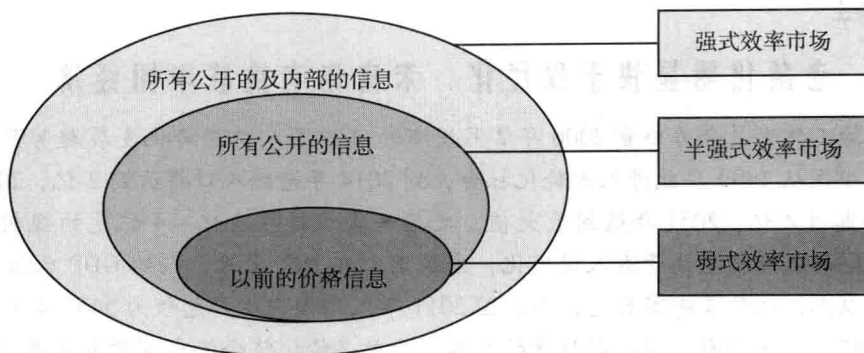 强式效率市场
所有公开的及内部的信息
所有公开的信息
半强式效率市场
以前的价格信息
弱式效率市场